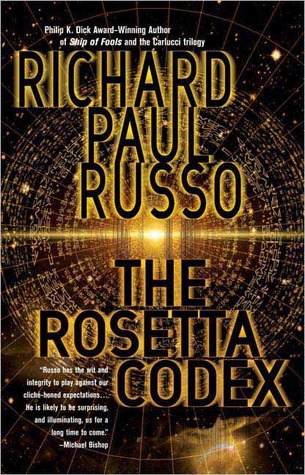 Philip K. Dick Award-Winning Author
of Ship of Fools and the Carlucci trilogy
RICHARD
PAUL
RUSSO
THE
ROSETTA
CODEX
"Russo has the wit and
integrity to play against our
cliché-honed expectations...
He is likely to be surprising,
and illuminating, us for a
long time to come."
—Michael Bishop